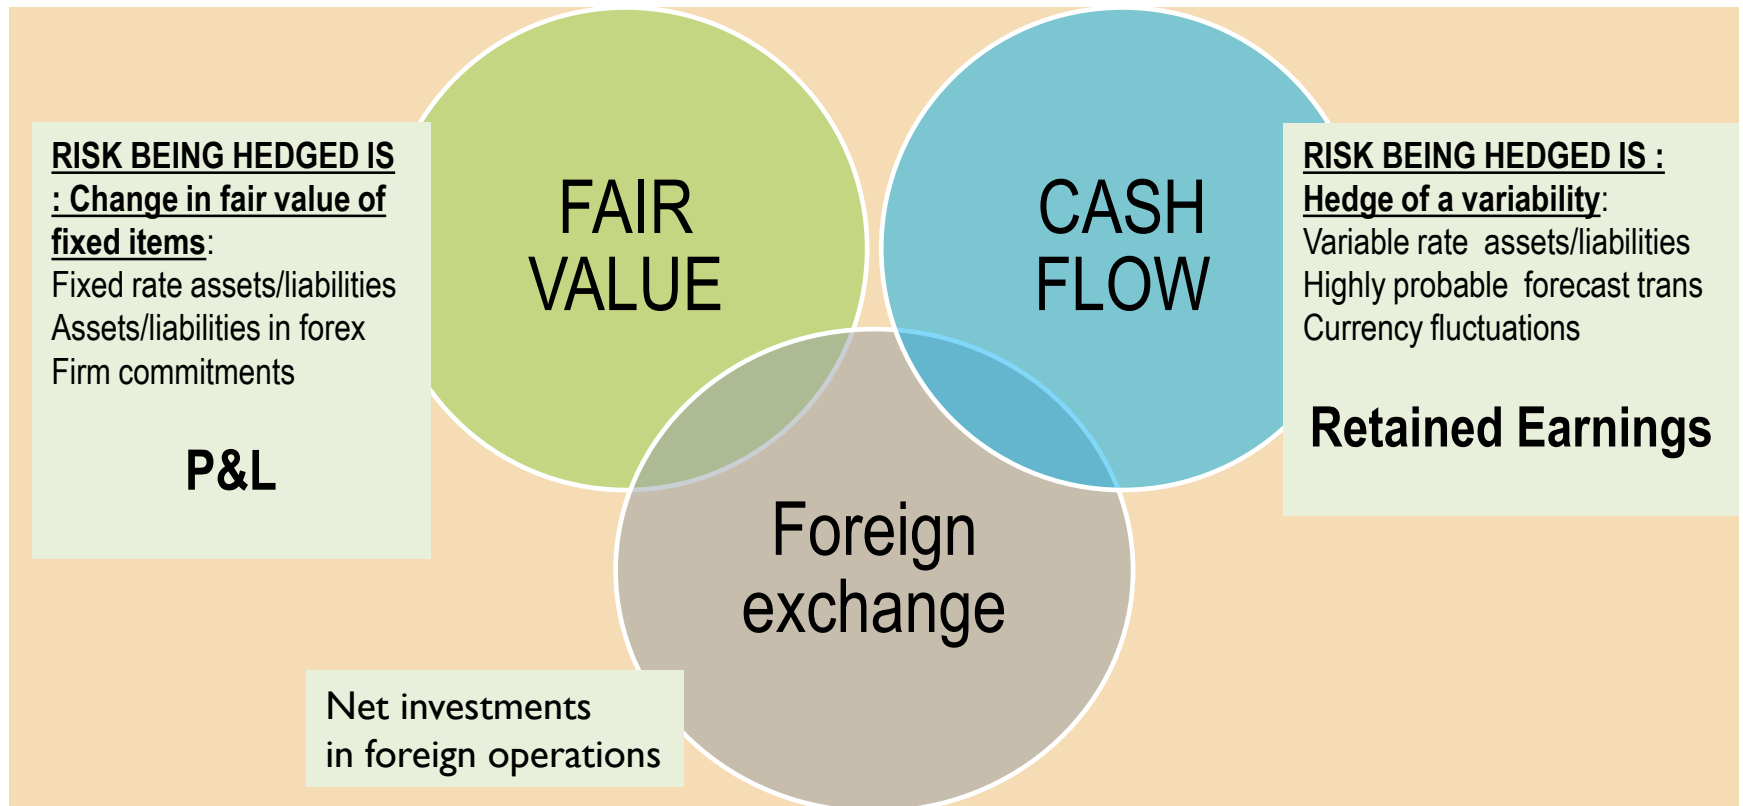 RISK BEING HEDGED IS
: Change in fair value of
fixed items:
Fixed rate assets/liabilities
Assets/liabilities in forex
Firm commitments
P&L
FAIR
VALUE
CASH
FLOW
RISK BEING HEDGED IS :
Hedge of a variability:
Variable rate assets/liabilities
Highly probable forecast trans
Currency fluctuations
Retained Earnings
Foreign
exchange
Net investments
in foreign operations